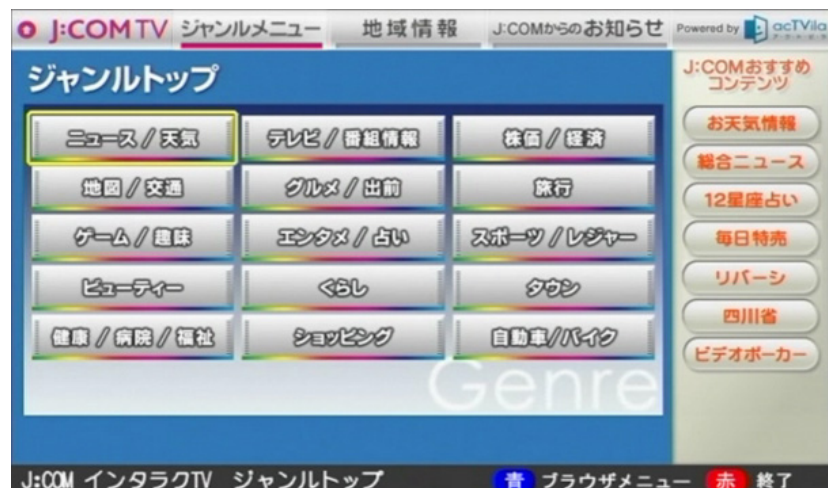 J:COM TV ジャンルメニュー 地域情報 J:COMからのお知らせ Powered by acTVila
アクトビラ
ジャンルトップ
ニュース / 天気 テレビ / 番組情報 株価 / 経済
地図 / 交通 グルメ / 出前 旅行
ゲーム / 趣味 エンタメ / 占い スポーツ / レジャー
ビューティー くらし タウン
健康 / 病院 / 福祉 ショッピング 自動車/バイク
Genre
J:COMおすすめ
コンテンツ
お天気情報
総合ニュース
12星座占い
毎日特売
リバーシ
四川省
ビデオポーカー
J:COM インタラクTV ジャンルトップ 青 ブラウザメニュー 赤 終了